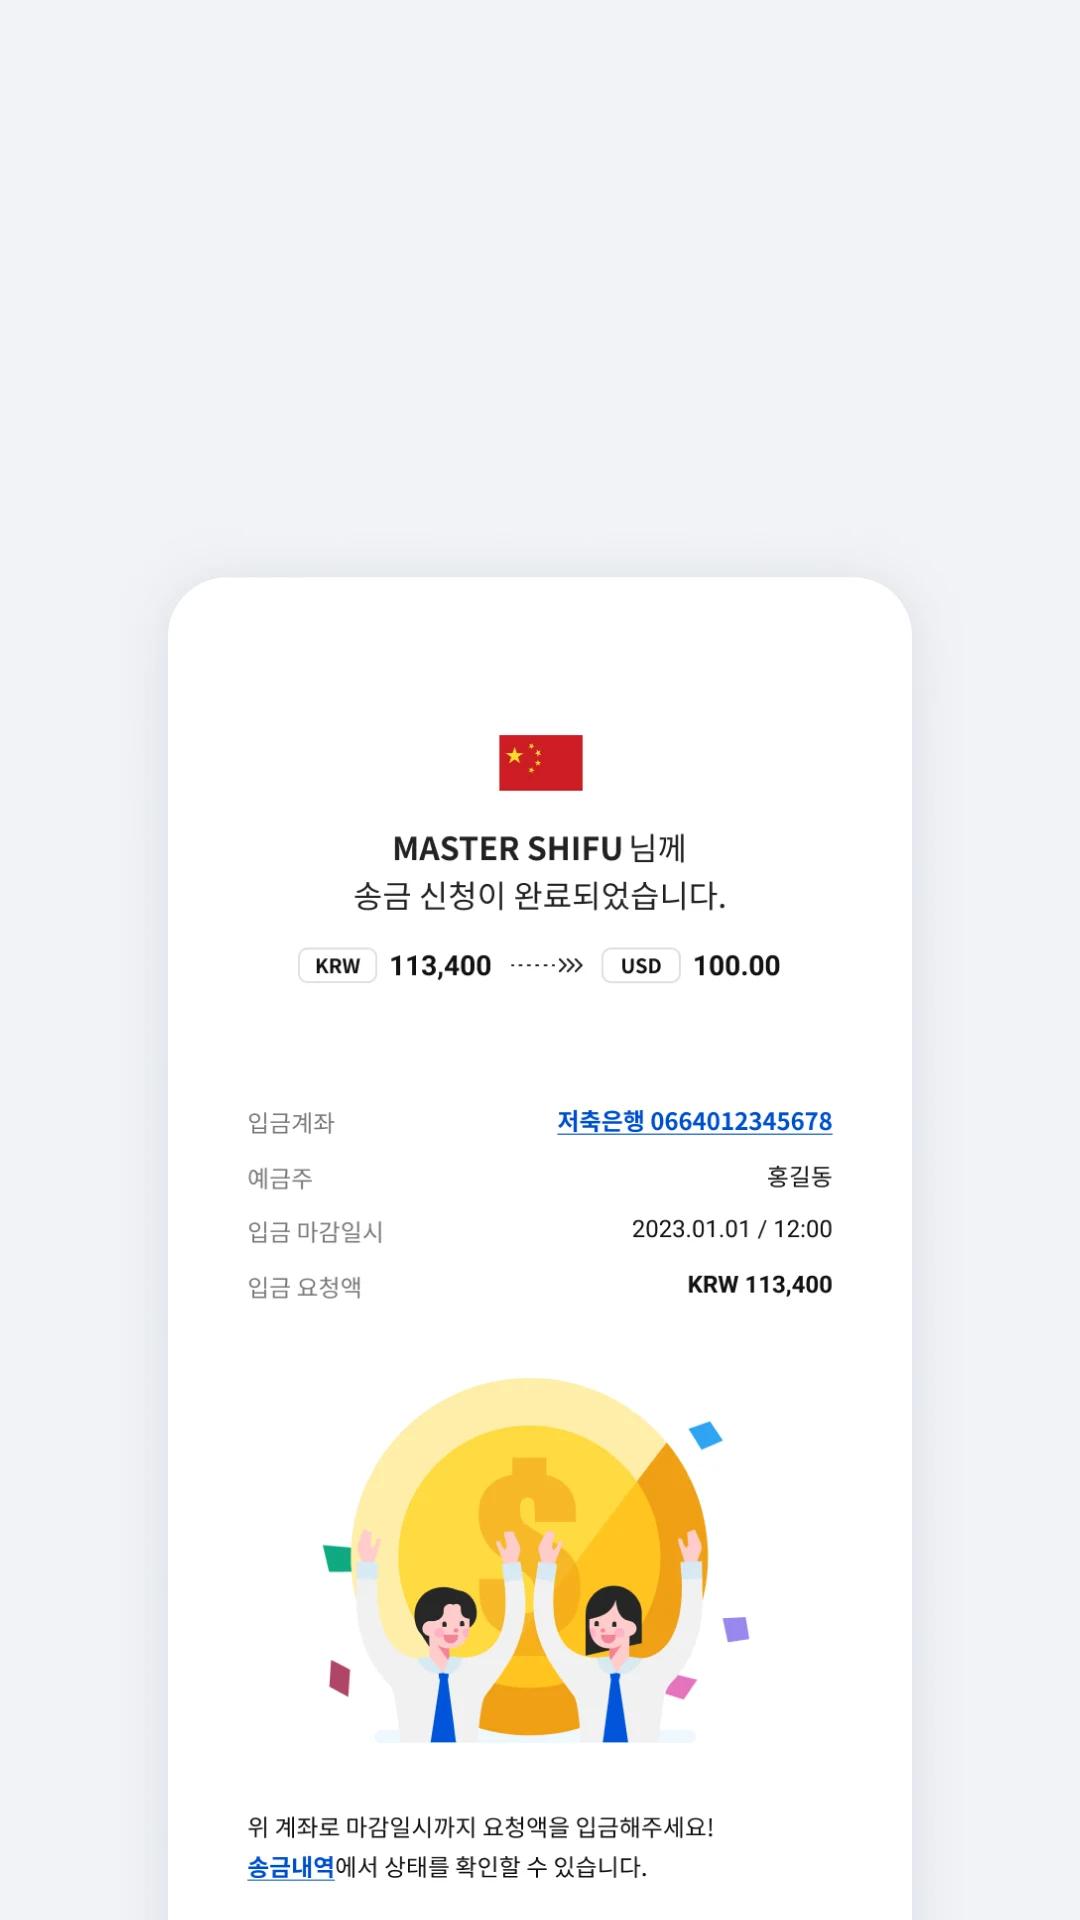 MASTER SHIFU 님께
송금 신청이 완료되었습니다.
KRW 113,400 USD 100.00
입금계좌 저축은행 0664012345678
예금주 홍길동
입금 마감일시 2023.01.01 / 12:00
입금 요청액 KRW 113,400
$
위 계좌로 마감일시까지 요청액을 입금해주세요!
송금내역에서 상태를 확인할 수 있습니다.